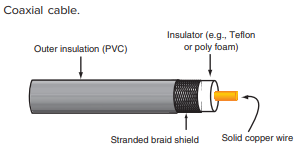 Coaxial cable.
Insulator (e.g., Teflon
or poly foam)
Outer insulation (PVC)
Stranded braid shield
Solid copper wire